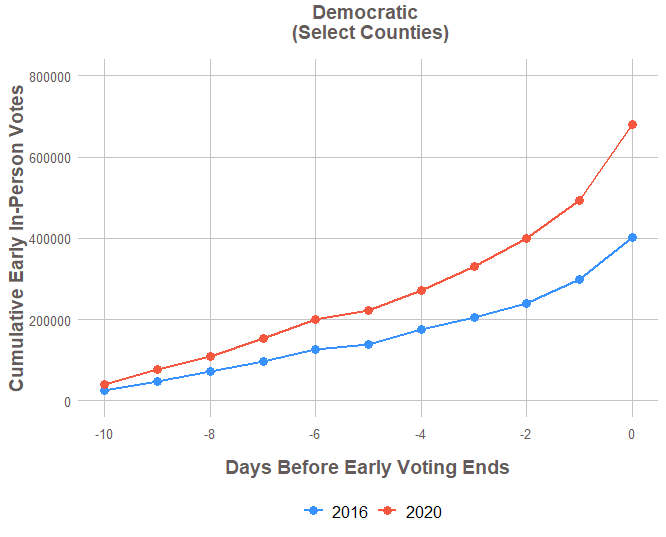 Democratic
(Select Counties)
Cumulative Early In-Person Votes
800000
600000
400000
200000
0
-10 -8 -6 -4 -2 0
Days Before Early Voting Ends
2016 2020